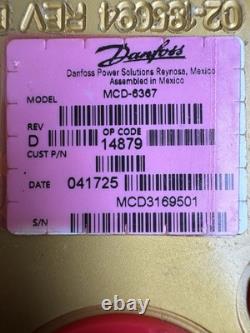 02-185094 REV
Danfoss
Danfoss Power Solutions Reynosa, Mexico
Assembled in Mexico
MODEL MCD-6367
REV OP CODE
D 14879
CUST P/N
DATE 041725
MCD3169501
S/N